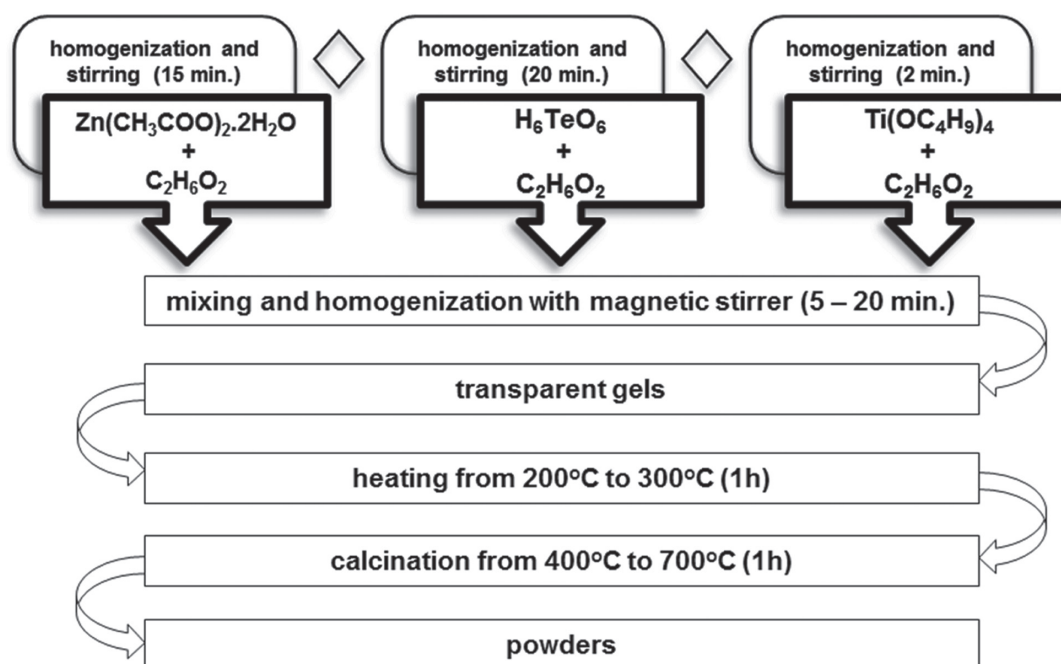 homogenization and
stirring (15 min.)
Zn(CH₃COO)₂.2H₂O
+
C₂H₆O₂
homogenization and
stirring (20 min.)
H₆TeO₆
+
C₂H₆O₂
homogenization and
stirring (2 min.)
Ti(OC₄H₉)₄
+
C₂H₆O₂
mixing and homogenization with magnetic stirrer (5 – 20 min.)
transparent gels
heating from 200°C to 300°C (1h)
calcination from 400°C to 700°C (1h)
powders